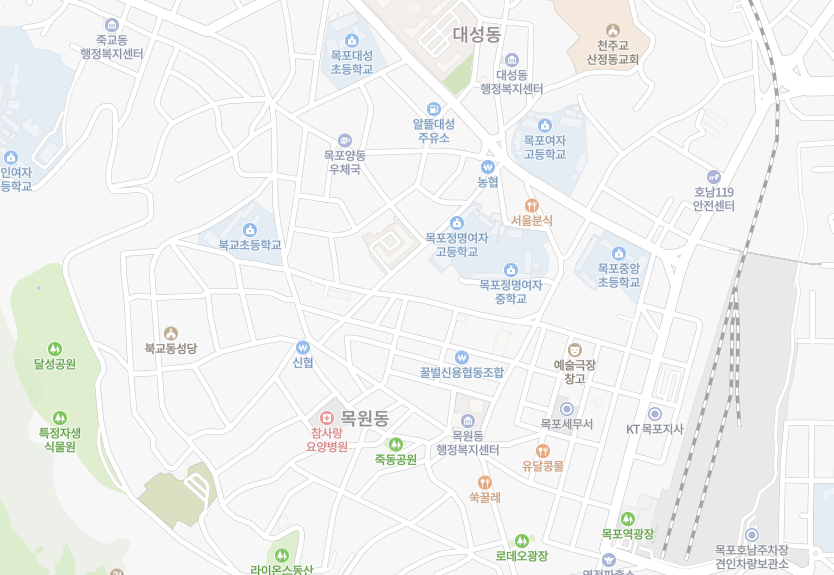 대성동
천주교
산정동교회
죽교동
행정복지센터
목포대성
초등학교
대성동
행정복지센터
알뜰대성
주유소
목포여자
고등학교
목포양동
우체국
인여자
등학교
농협
호남119
안전센터
서울분식
북교초등학교
목포정명여자
고등학교
목포중앙
초등학교
목포정명여자
중학교
북교동성당
신협
달성공원
꿀벌신용협동조합
예술극장
창고
특정자생
식물원
목원동
참사랑
요양병원
목원동
행정복지센터
목포세무서
KT목포지사
죽동공원
유달콩물
쑥꿀레
목포역광장
로데오광장
목포호남주차장
견인차량보관소
라이온스동산